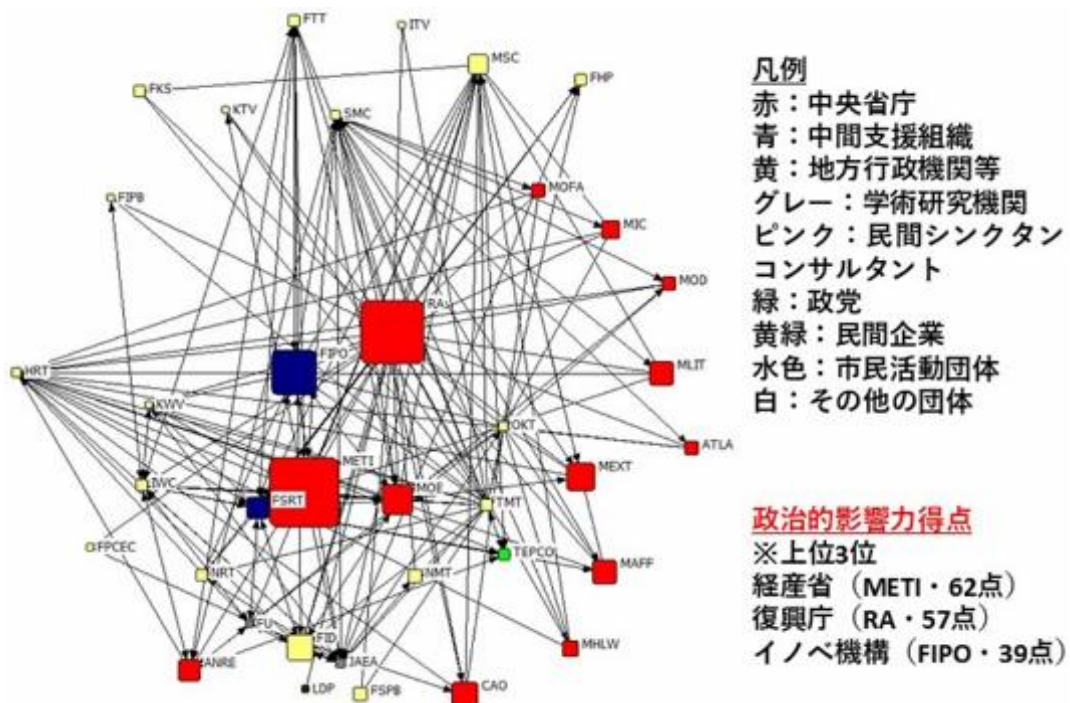 FTT
ITV
MSC
FHP
FKS
KTV
SMC
MOFA
FIPB
MIC
MOD
RA
FIPO
HRT
MLIT
KWV
OKT
ATLA
METI
MEXT
IWC
FSRT
MOE
TMT
FPCEC
TEPCO
NRT
NMT
MAFF
FU
FID
MHLW
ANRE
JAEA
LDP
FSPB
CAO
凡例
赤：中央省庁
青：中間支援組織
黄：地方行政機関等
グレー：学術研究機関
ピンク：民間シンクタン
コンサルタント
緑：政党
黄緑：民間企業
水色：市民活動団体
白：その他の団体
政治的影響力得点
※上位3位
経産省（METI・62点）
復興庁（RA・57点）
イノベ機構（FIPO・39点）